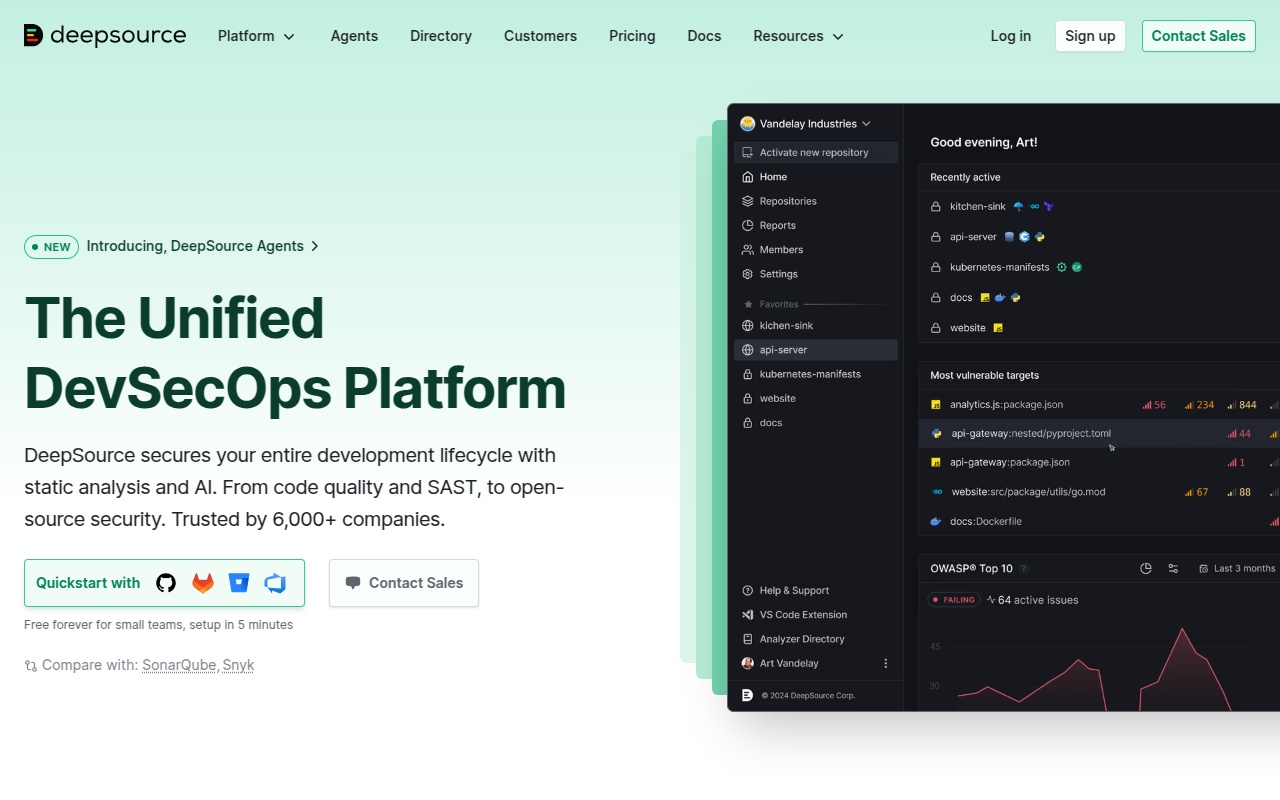 deepsource
Platform
Agents
Directory
Customers
Pricing
Docs
Resources
Log in
Sign up
Contact Sales
NEW Introducing, DeepSource Agents
The Unified
DevSecOps Platform
DeepSource secures your entire development lifecycle with
static analysis and AI. From code quality and SAST, to open-
source security. Trusted by 6,000+ companies.
Quickstart with
Contact Sales
Free forever for small teams, setup in 5 minutes
Compare with: SonarQube, Snyk
Vandelay Industries
Activate new repository
Home
Repositories
Reports
Members
Settings
Favorites
kichen-sink
api-server
kubernetes-manifests
website
docs
Help & Support
VS Code Extension
Analyzer Directory
Art Vandelay
© 2024 DeepSource Corp.
Good evening, Art!
Recently active
kitchen-sink
api-server
kubernetes-manifests
docs
website
Most vulnerable targets
analytics.js:package.json 56 234 844
api-gateway:nested/pyproject.toml 44
api-gateway:package.json 1
website:src/package/utils/go.mod 67 88
docs:Dockerfile
OWASP® Top 10 ? Last 3 months
FAILING 64 active issues
45
30